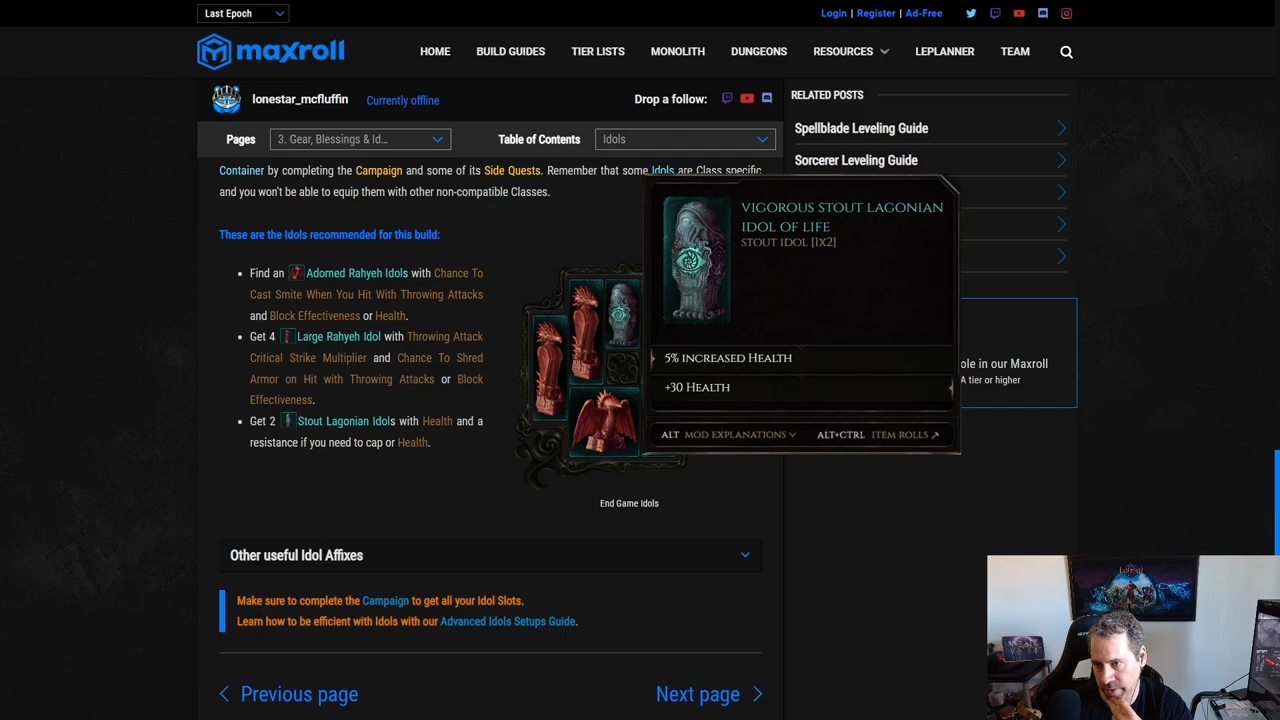 Last Epoch
Login | Register | Ad-Free
maxroll
HOME BUILD GUIDES TIER LISTS MONOLITH DUNGEONS RESOURCES LEPLANNER TEAM
lonestar_mcfluffin Currently offline Drop a follow:
Pages 3. Gear, Blessings & Id... Table of Contents Idols
Container by completing the Campaign and some of its Side Quests. Remember that some Idols are Class specific
and you won't be able to equip them with other non-compatible Classes.
These are the Idols recommended for this build:
Find an Adorned Rahyeh Idols with Chance To
Cast Smite When You Hit With Throwing Attacks
and Block Effectiveness or Health.
Get 4 Large Rahyeh Idol with Throwing Attack
Critical Strike Multiplier and Chance To Shred
Armor on Hit with Throwing Attacks or Block
Effectiveness.
Get 2 Stout Lagonian Idols with Health and a
resistance if you need to cap or Health.
VIGOROUS STOUT LAGONIAN
IDOL OF LIFE
STOUT IDOL [1X2]
5% INCREASED HEALTH
+30 HEALTH
ALT MOD EXPLANATIONS ALT+CTRL ITEM ROLLS
End Game Idols
Other useful Idol Affixes
Make sure to complete the Campaign to get all your Idol Slots.
Learn how to be efficient with Idols with our Advanced Idols Setups Guide.
Previous page Next page
RELATED POSTS
Spellblade Leveling Guide
Sorcerer Leveling Guide
ole in our Maxroll
A tier or higher